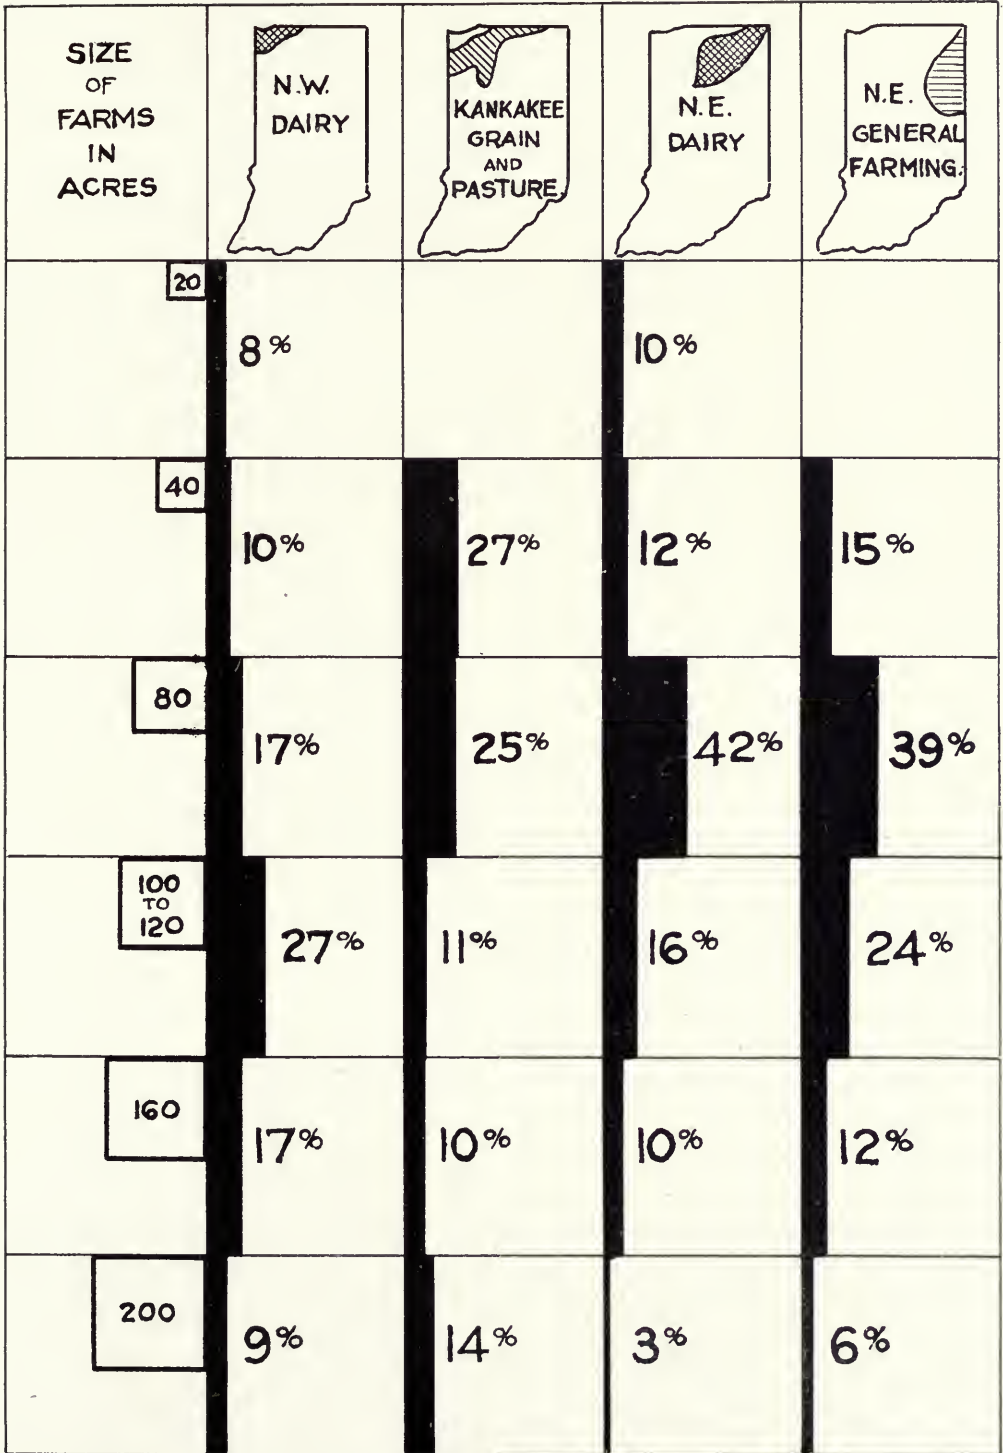 SIZE
OF
FARMS
IN
ACRES
N.W.
DAIRY
KANKAKEE
GRAIN
AND
PASTURE.
N.E.
DAIRY
N.E.
GENERAL
FARMING.
20
8%
10%
40
10%
27%
12%
15%
80
17%
25%
42%
39%
100
TO
120
27%
11%
16%
24%
160
17%
10%
10%
12%
200
9%
14%
3%
6%